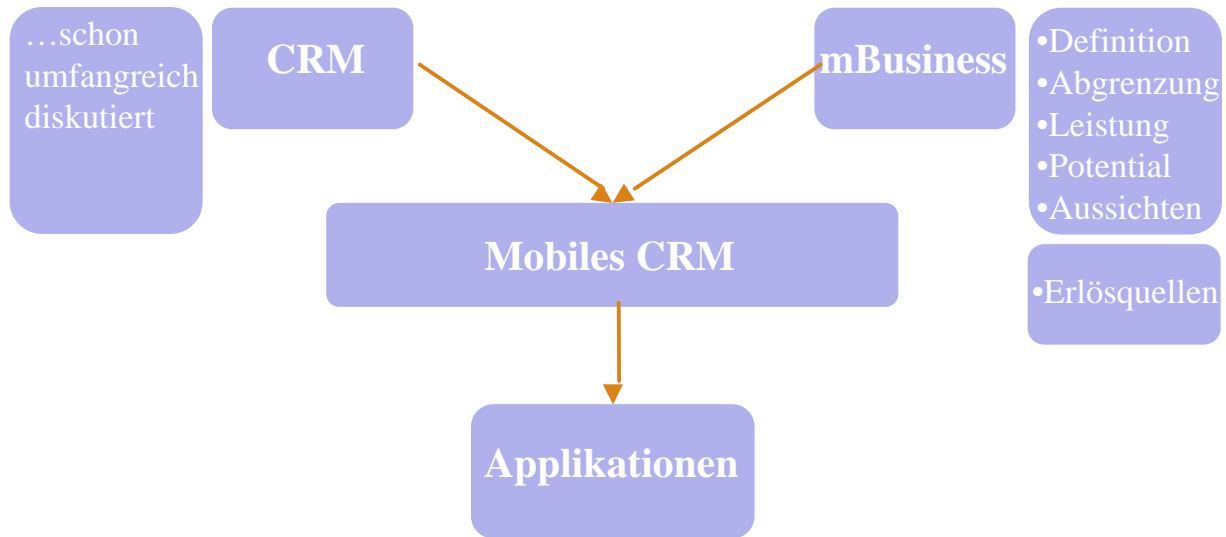 …schon
umfangreich
diskutiert
CRM
mBusiness
•Definition
•Abgrenzung
•Leistung
•Potential
•Aussichten
•Erlösquellen
Mobiles CRM
Applikationen